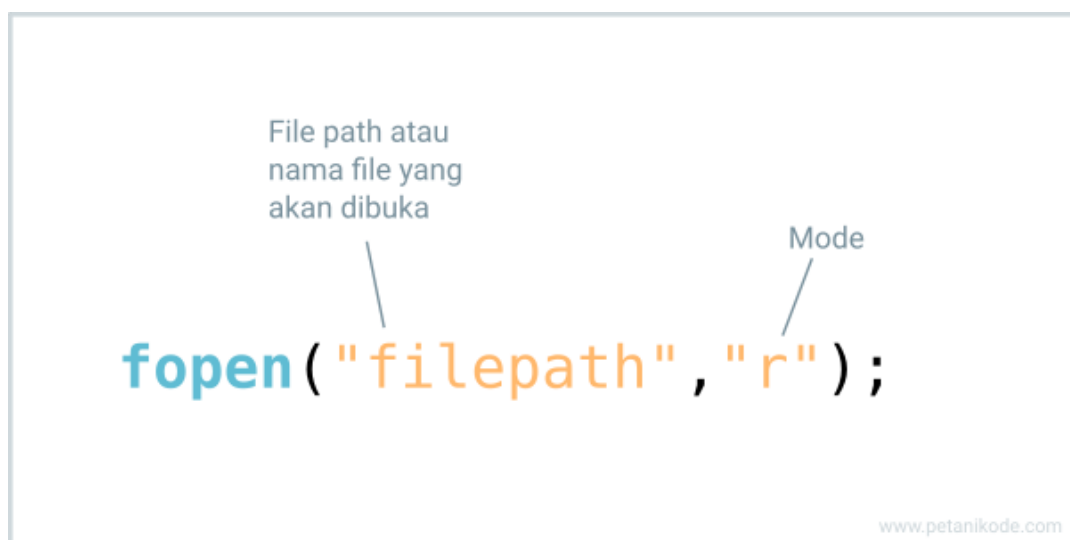 File path atau
nama file yang
akan dibuka
Mode
fopen("filepath","r");
www.petanikode.com